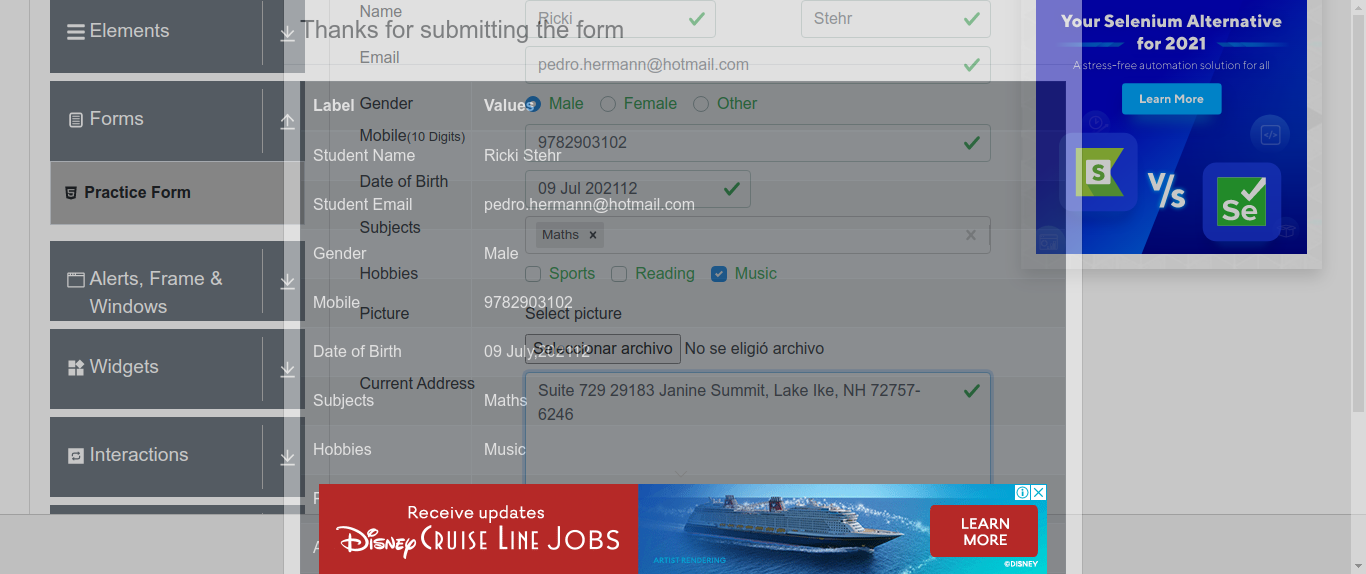 Elements
Forms
Practice Form
Alerts, Frame &
Windows
Widgets
Interactions
Name
Ricki
Stehr
Thanks for submitting the form
Email
pedro.hermann@hotmail.com
Gender
Male
Female
Other
Mobile(10 Digits)
9782903102
Date of Birth
09 Jul 202112
Subjects
Maths ×
×
Hobbies
Sports
Reading
Music
Picture
Select picture
Seleccionar archivo No se eligió archivo
Current Address
Suite 729 29183 Janine Summit, Lake Ike, NH 72757-
6246
Label Values
Student Name Ricki Stehr
Student Email pedro.hermann@hotmail.com
Gender Male
Mobile 9782903102
Date of Birth 09 July,202112
Subjects Maths
Hobbies Music
Your Selenium Alternative
for 2021
A stress-free automation solution for all
Learn More
S
V/s
Se
Receive updates
Disney CRUISE LINE JOBS
ARTIST RENDERING
LEARN
MORE
©DISNEY